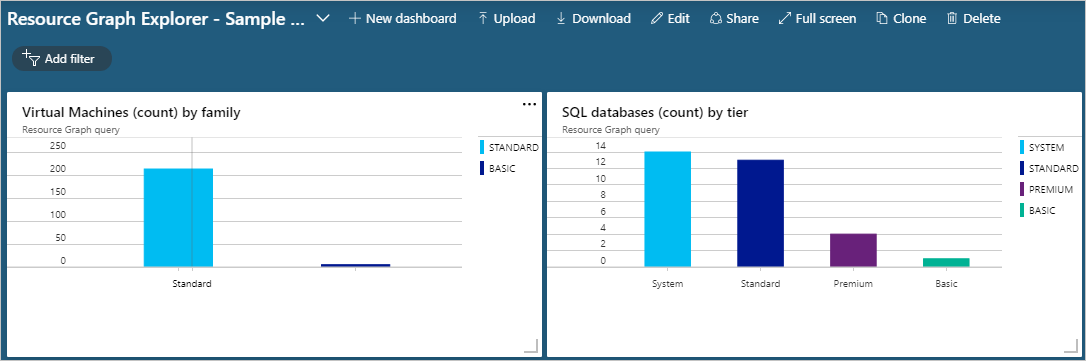 Resource Graph Explorer - Sample ...
New dashboard
Upload
Download
Edit
Share
Full screen
Clone
Delete
Add filter
Virtual Machines (count) by family
...
Resource Graph query
250
200
150
100
50
0
Standard
STANDARD
BASIC
SQL databases (count) by tier
Resource Graph query
14
12
10
8
6
4
2
0
System
Standard
Premium
Basic
SYSTEM
STANDARD
PREMIUM
BASIC